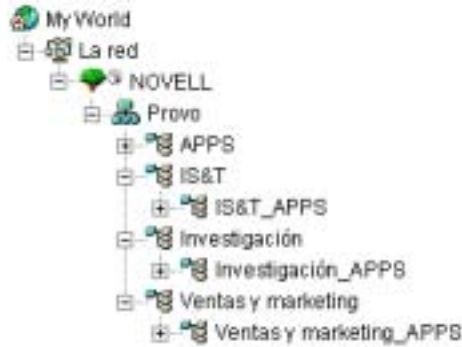 My World
La red
NOVELL
Provo
APPS
IS&T
IS&T_APPS
Investigación
Investigación_APPS
Ventas y marketing
Ventas y marketing_APPS